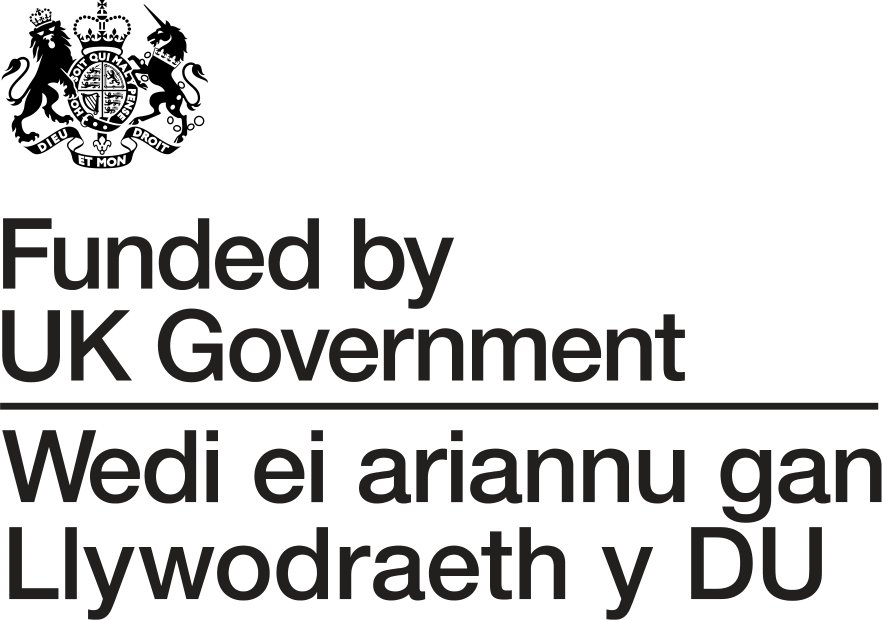 HONI SOIT QUI MAL Y PENSE
DIEU ET MON DROIT
Funded by
UK Government
Wedi ei ariannu gan
Llywodraeth y DU